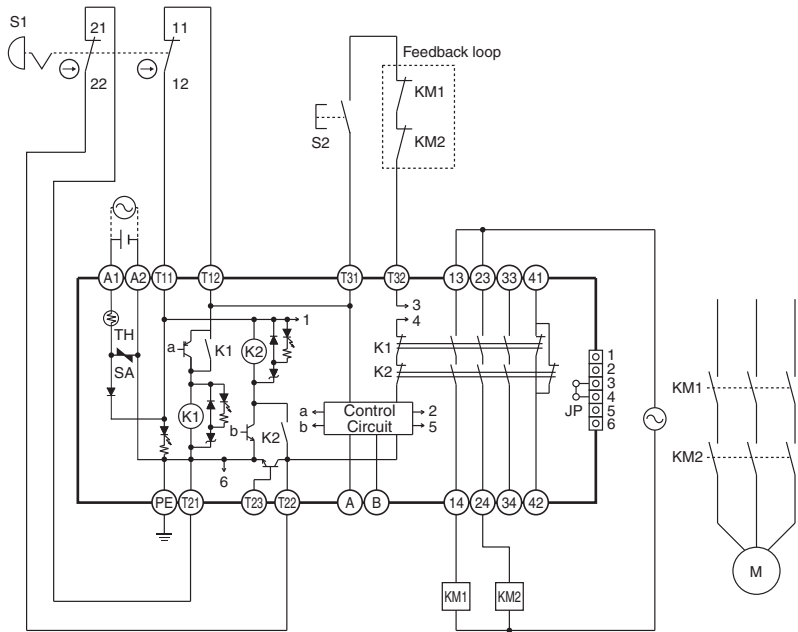 S1
21
11
22
12
Feedback loop
KM1
S2
KM2
A1
A2
T11
T12
T31
T32
13
23
33
41
3
4
1
TH
SA
a
K1
K2
K1
K2
K1
b
K2
a
b
Control
Circuit
2
5
6
1
2
3
4
5
6
JP
PE
T21
T23
T22
A
B
14
24
34
42
KM1
KM2
KM1
KM2
M